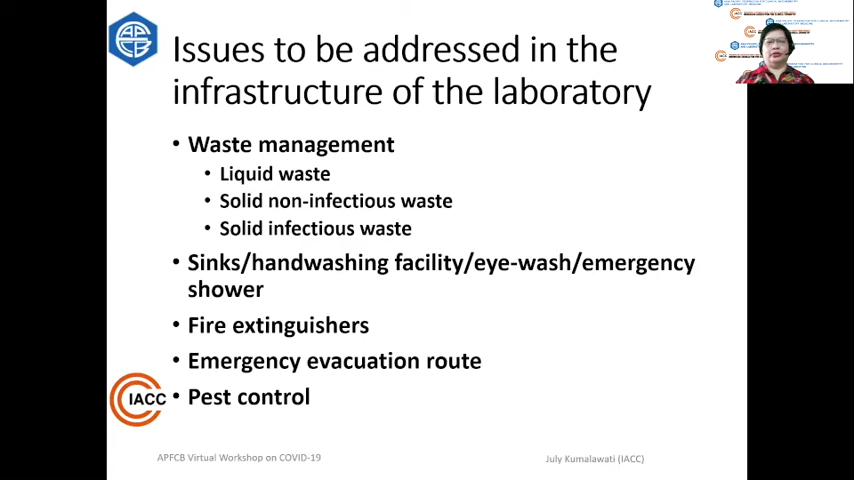 APFCB
Issues to be addressed in the
infrastructure of the laboratory
• Waste management
• Liquid waste
• Solid non-infectious waste
• Solid infectious waste
• Sinks/handwashing facility/eye-wash/emergency
shower
• Fire extinguishers
• Emergency evacuation route
• Pest control
IACC
APFCB Virtual Workshop on COVID-19
July Kumalawati (IACC)